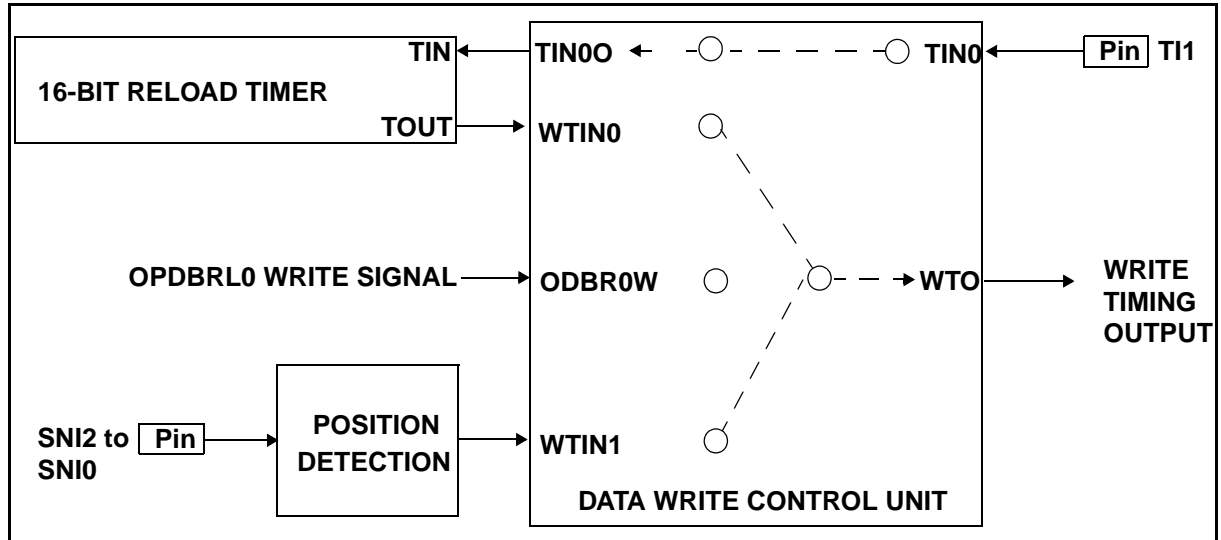 TIN
TIN0O
TIN0
Pin
TI1
16-BIT RELOAD TIMER
TOUT
WTIN0
OPDBRL0 WRITE SIGNAL
ODBR0W
WTO
WRITE
TIMING
OUTPUT
SNI2 to
Pin
SNI0
POSITION
DETECTION
WTIN1
DATA WRITE CONTROL UNIT